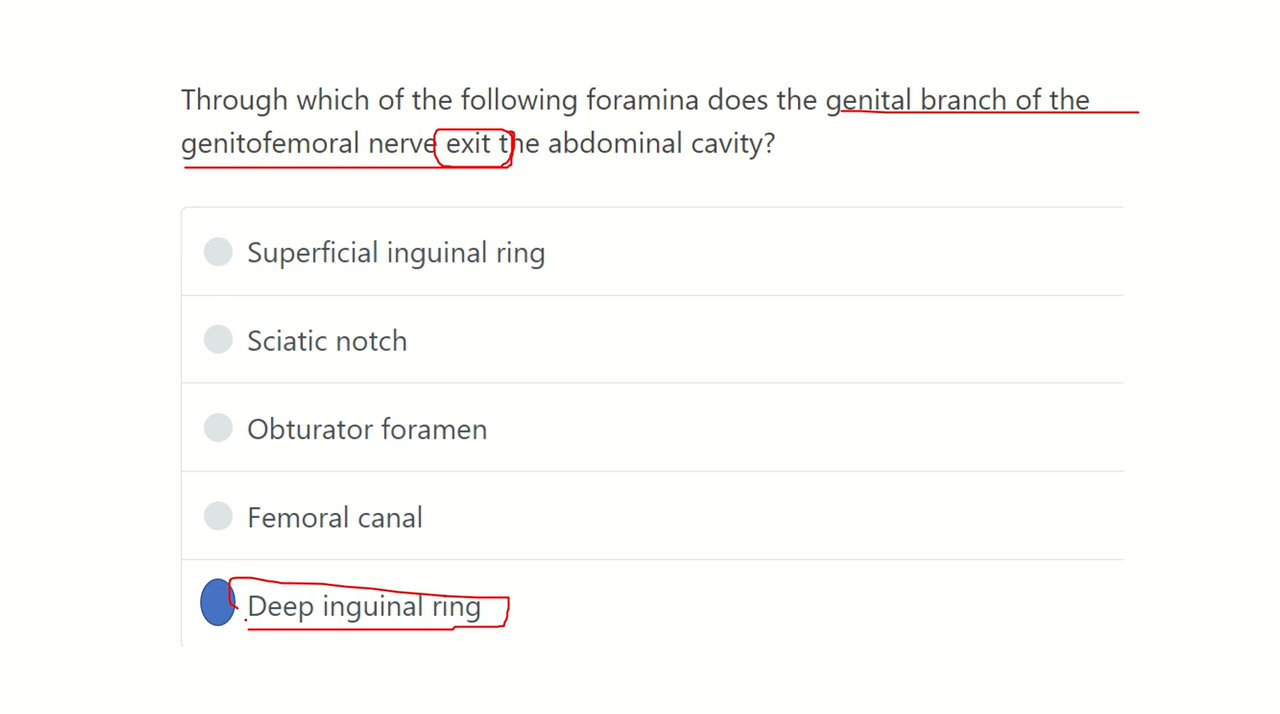 Through which of the following foramina does the genital branch of the
genitofemoral nerve exit the abdominal cavity?
Superficial inguinal ring
Sciatic notch
Obturator foramen
Femoral canal
Deep inguinal ring